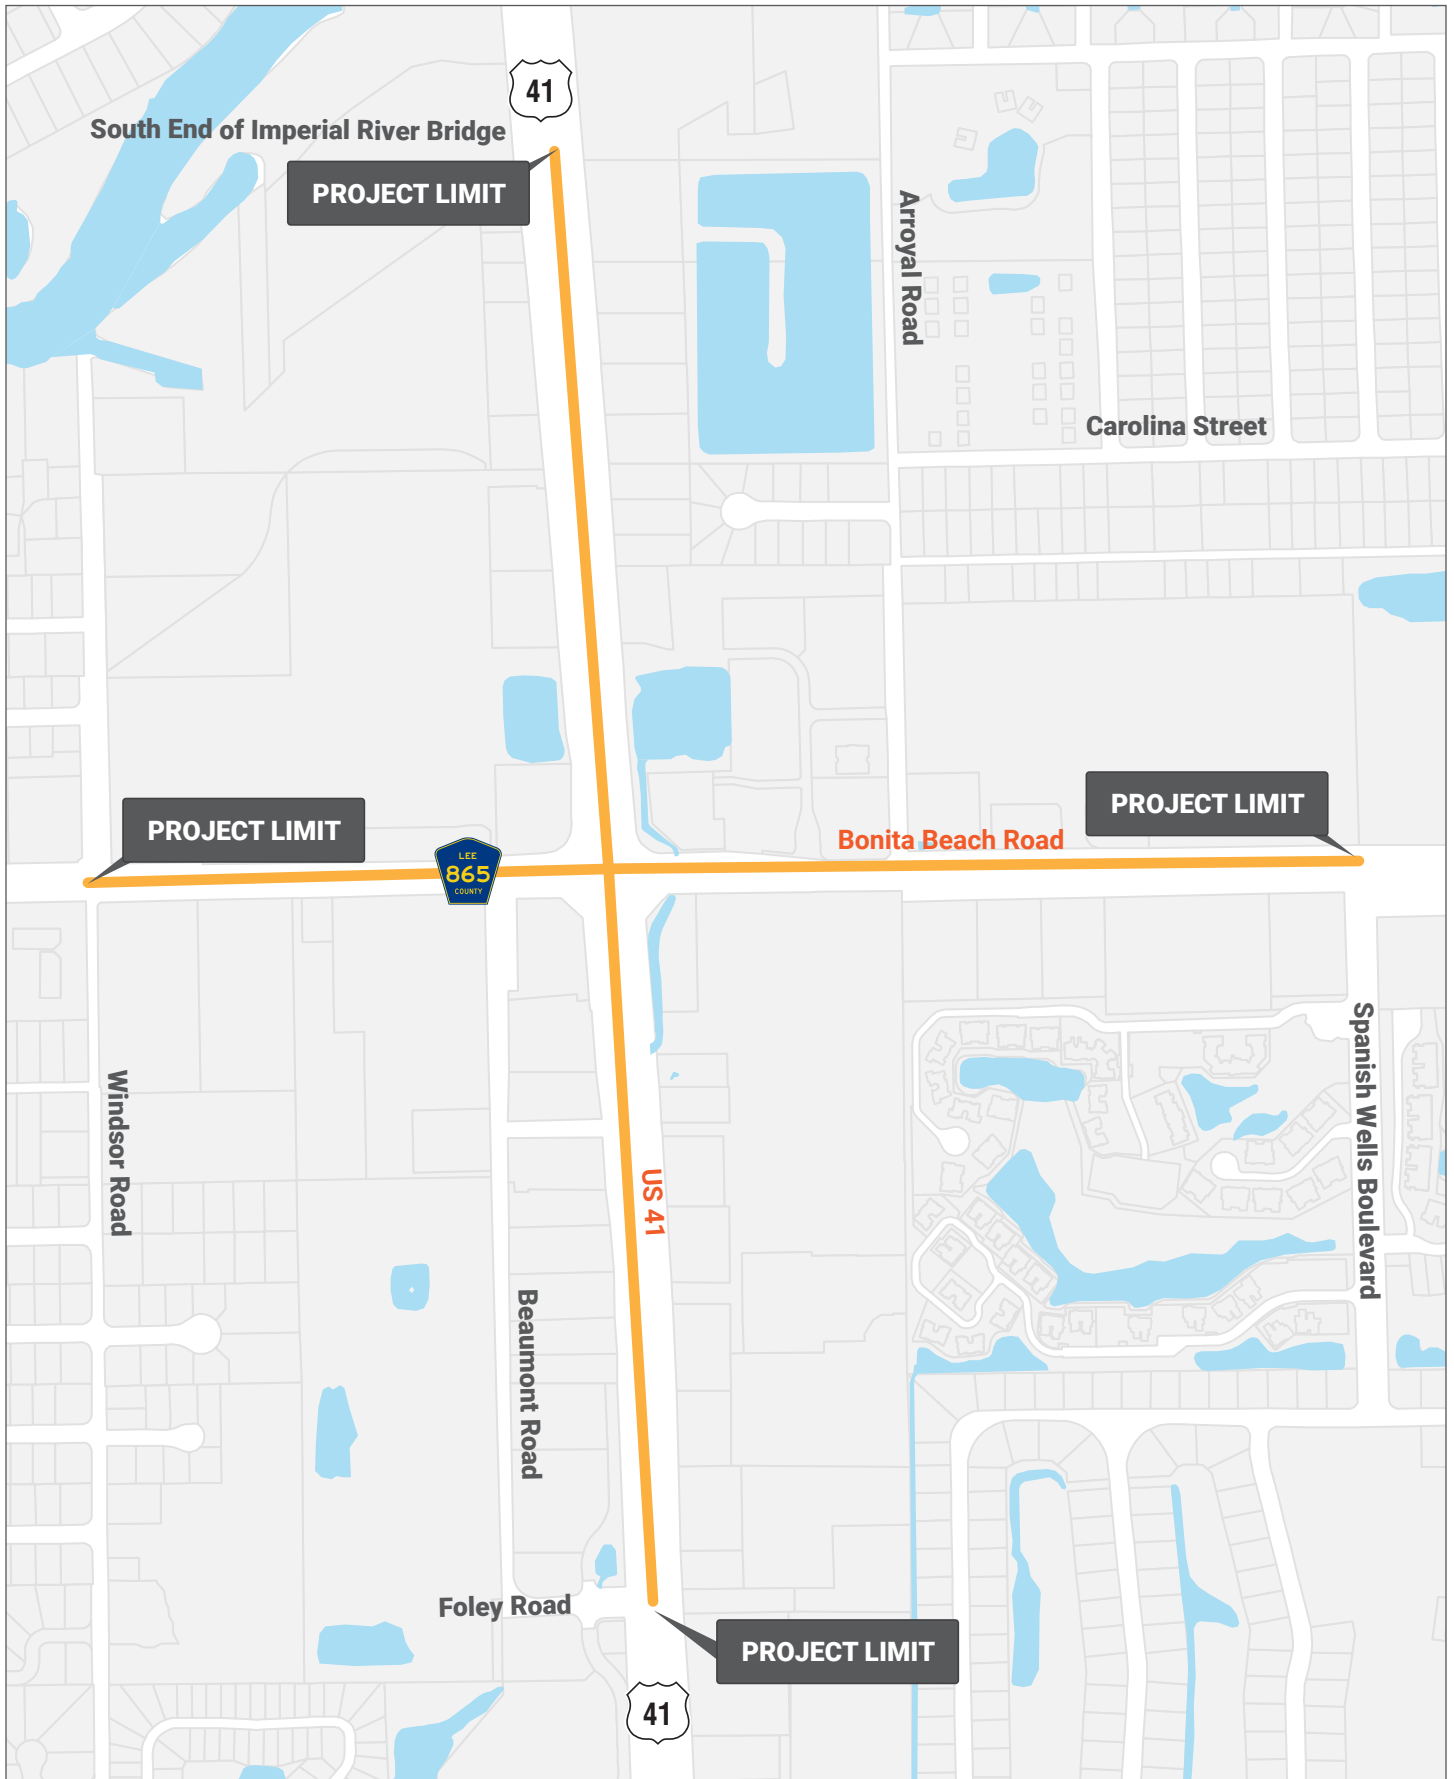 41
South End of Imperial River Bridge
PROJECT LIMIT
Arroyal Road
Carolina Street
PROJECT LIMIT
PROJECT LIMIT
Bonita Beach Road
LEE
865
COUNTY
Spanish Wells Boulevard
Windsor Road
US 41
Beaumont Road
Foley Road
PROJECT LIMIT
41